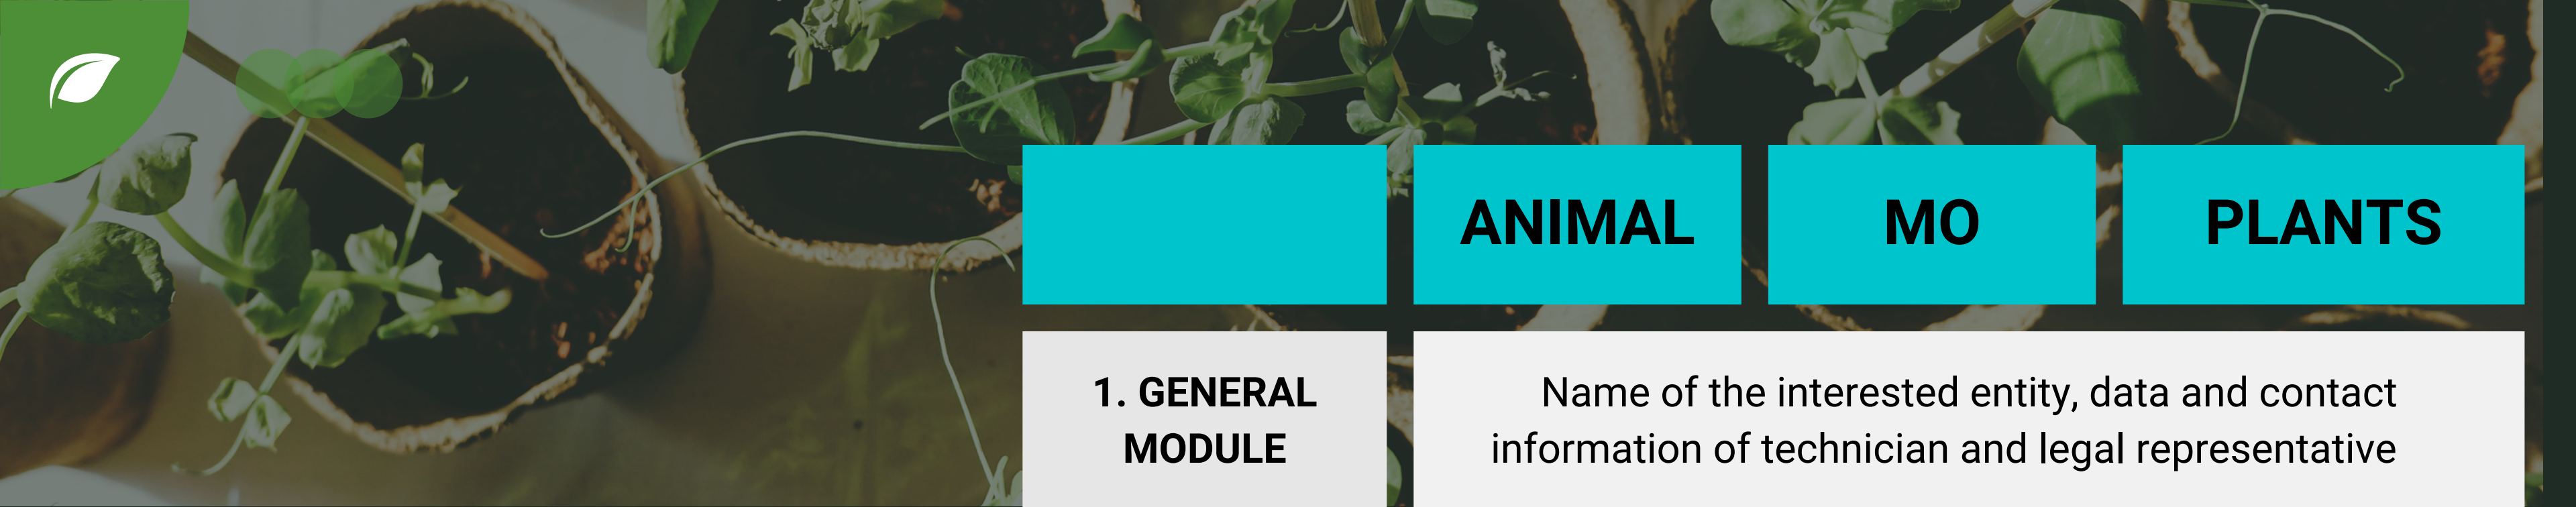 ANIMAL MO PLANTS
1. GENERAL
MODULE
Name of the interested entity, data and contact
information of technician and legal representative